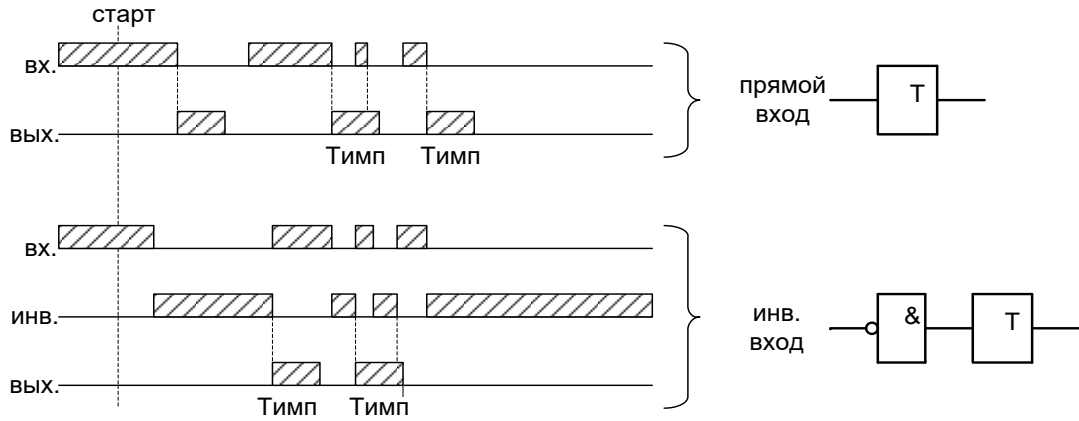 старт
вх.
прямой
вход
Т
вых.
Тимп Тимп
вх.
инв.
инв.
вход
&
Т
вых.
Тимп Тимп